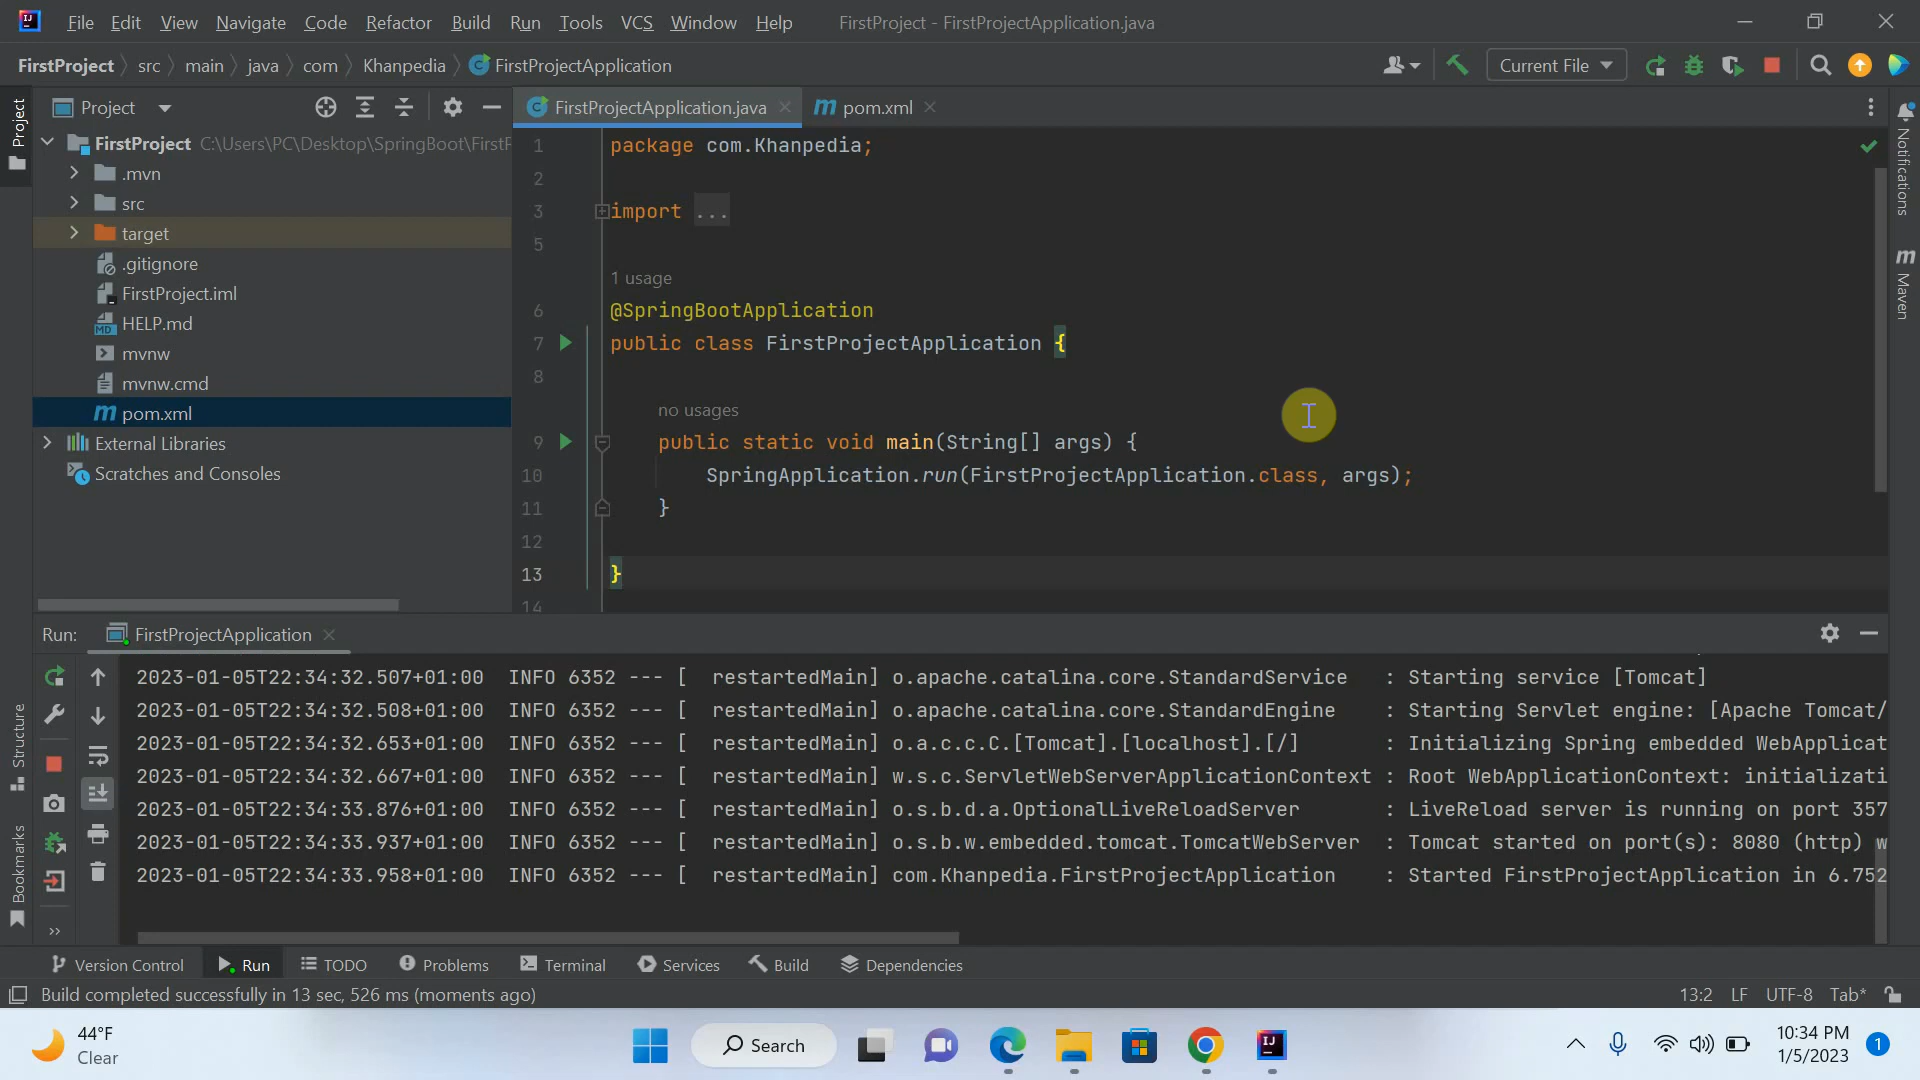 File Edit View Navigate Code Refactor Build Run Tools VCS Window Help FirstProject - FirstProjectApplication.java
FirstProject src main java com Khanpedia FirstProjectApplication Current File
Project
Project
FirstProjectApplication.java pom.xml
FirstProject C:\Users\PC\Desktop\SpringBoot\FirstP
.mvn
src
target
.gitignore
FirstProject.iml
HELP.md
mvnw
mvnw.cmd
pom.xml
External Libraries
Scratches and Consoles
1 package com.Khanpedia;
2
3 import ...
5
1 usage
6 @SpringBootApplication
7 public class FirstProjectApplication {
8
no usages
9 public static void main(String[] args) {
10 SpringApplication.run(FirstProjectApplication.class, args);
11 }
12
13 }
14
Notifications
Maven
Structure
Bookmarks
Run: FirstProjectApplication
2023-01-05T22:34:32.507+01:00 INFO 6352 --- [ restartedMain] o.apache.catalina.core.StandardService : Starting service [Tomcat]
2023-01-05T22:34:32.508+01:00 INFO 6352 --- [ restartedMain] o.apache.catalina.core.StandardEngine : Starting Servlet engine: [Apache Tomcat/
2023-01-05T22:34:32.653+01:00 INFO 6352 --- [ restartedMain] o.a.c.c.C.[Tomcat].[localhost].[/] : Initializing Spring embedded WebApplicat
2023-01-05T22:34:32.667+01:00 INFO 6352 --- [ restartedMain] w.s.c.ServletWebServerApplicationContext : Root WebApplicationContext: initializati
2023-01-05T22:34:33.876+01:00 INFO 6352 --- [ restartedMain] o.s.b.d.a.OptionalLiveReloadServer : LiveReload server is running on port 357
2023-01-05T22:34:33.937+01:00 INFO 6352 --- [ restartedMain] o.s.b.w.embedded.tomcat.TomcatWebServer : Tomcat started on port(s): 8080 (http) w
2023-01-05T22:34:33.958+01:00 INFO 6352 --- [ restartedMain] com.Khanpedia.FirstProjectApplication : Started FirstProjectApplication in 6.752
Version Control Run TODO Problems Terminal Services Build Dependencies
Build completed successfully in 13 sec, 526 ms (moments ago) 13:2 LF UTF-8 Tab*
44°F
Clear
Search
10:34 PM
1/5/2023
1